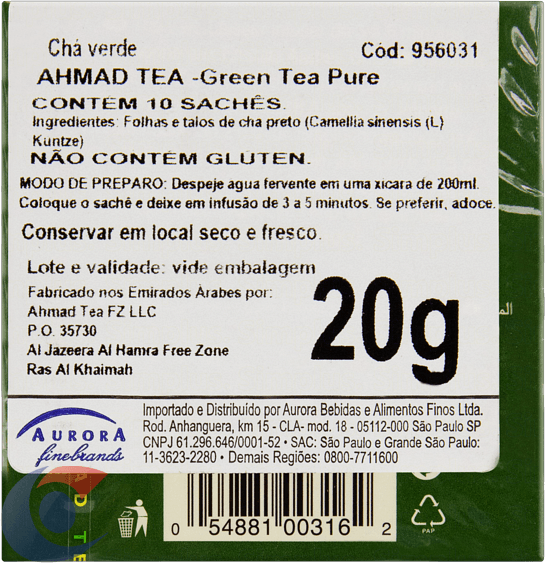 Chá verde
Cód: 956031
AHMAD TEA -Green Tea Pure
CONTÉM 10 SACHÊS.
Ingredientes: Folhas e talos de cha preto (Camellia sinensis (L)
Kuntze)
NÃO CONTÉM GLÚTEN.
MODO DE PREPARO: Despeje agua fervente em uma xicara de 200ml.
Coloque o sachê e deixe em infusão de 3 a 5 minutos. Se preferir, adoce.
Conservar em local seco e fresco.
Lote e validade: vide embalagem
Fabricado nos Emirados Árabes por:
Ahmad Tea FZ LLC
P.O. 35730
Al Jazeera Al Hamra Free Zone
Ras Al Khaimah
20g
AURORA
finebrands
Importado e Distribuído por Aurora Bebidas e Alimentos Finos Ltda.
Rod. Anhanguera, km 15 - CLA- mod. 18 - 05112-000 São Paulo SP
CNPJ 61.296.646/0001-52 • SAC: São Paulo e Grande São Paulo:
11-3623-2280 • Demais Regiões: 0800-7711600
0 54881 00316 2
PAP